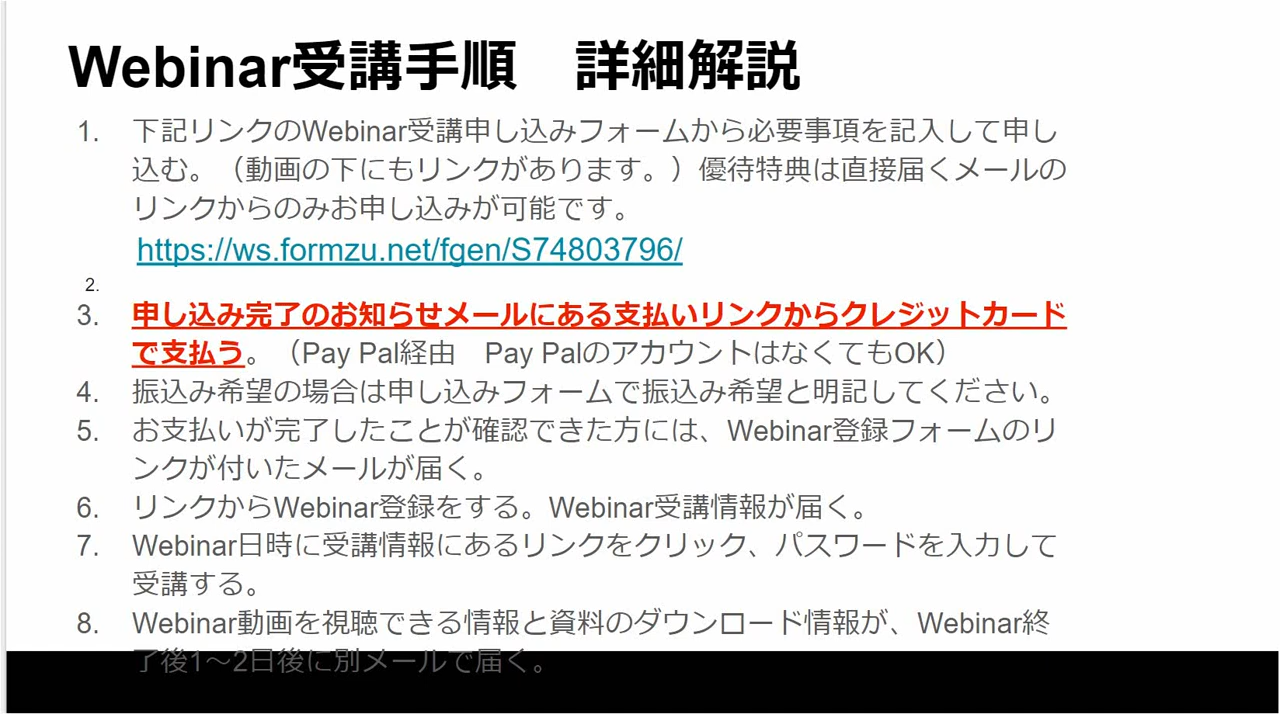 Webinar受講手順　詳細解説
1. 下記リンクのWebinar受講申し込みフォームから必要事項を記入して申し
込む。（動画の下にもリンクがあります。）優待特典は直接届くメールの
リンクからのみお申し込みが可能です。
https://ws.formzu.net/fgen/S74803796/
2.
3. 申し込み完了のお知らせメールにある支払いリンクからクレジットカード
で支払う。（Pay Pal経由　Pay PalのアカウントはなくてもOK）
4. 振込み希望の場合は申し込みフォームで振込み希望と明記してください。
5. お支払いが完了したことが確認できた方には、Webinar登録フォームのリ
ンクが付いたメールが届く。
6. リンクからWebinar登録をする。Webinar受講情報が届く。
7. Webinar日時に受講情報にあるリンクをクリック、パスワードを入力して
受講する。
8. Webinar動画を視聴できる情報と資料のダウンロード情報が、Webinar終
了後1～2日後に別メールで届く。